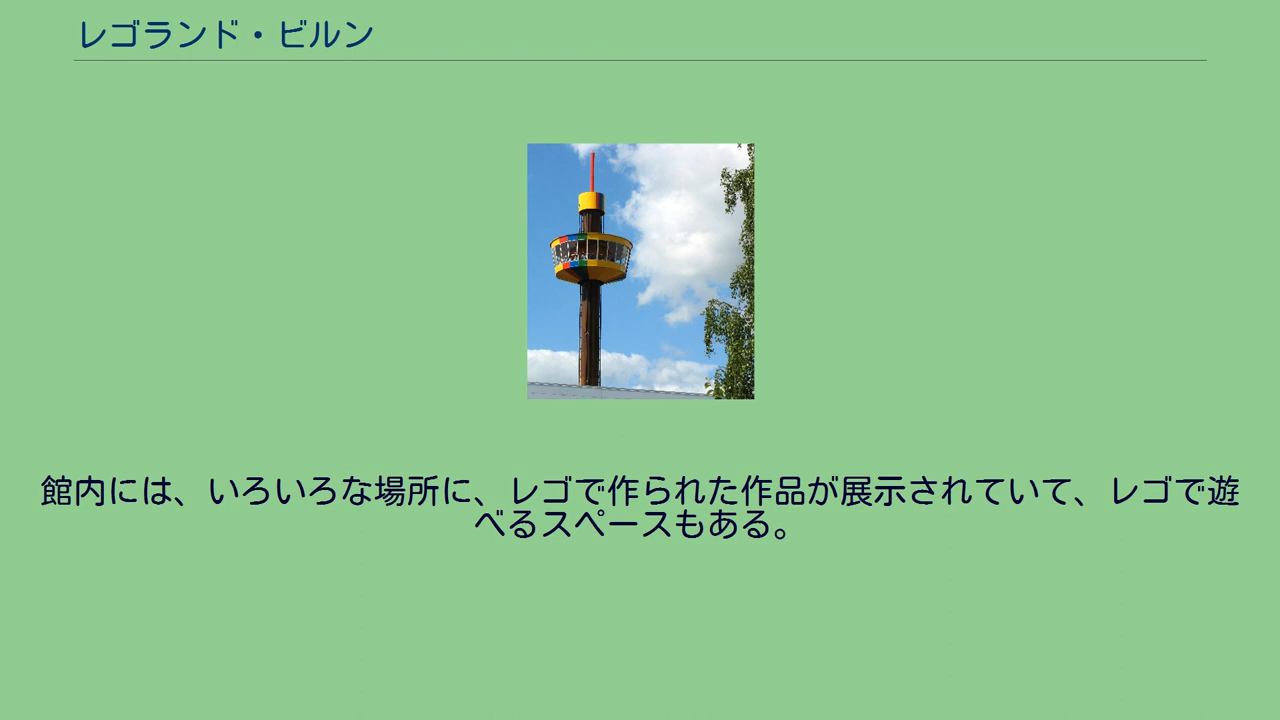 レゴランド・ビルン
館内には、いろいろな場所に、レゴで作られた作品が展示されていて、レゴで遊
べるスペースもある。